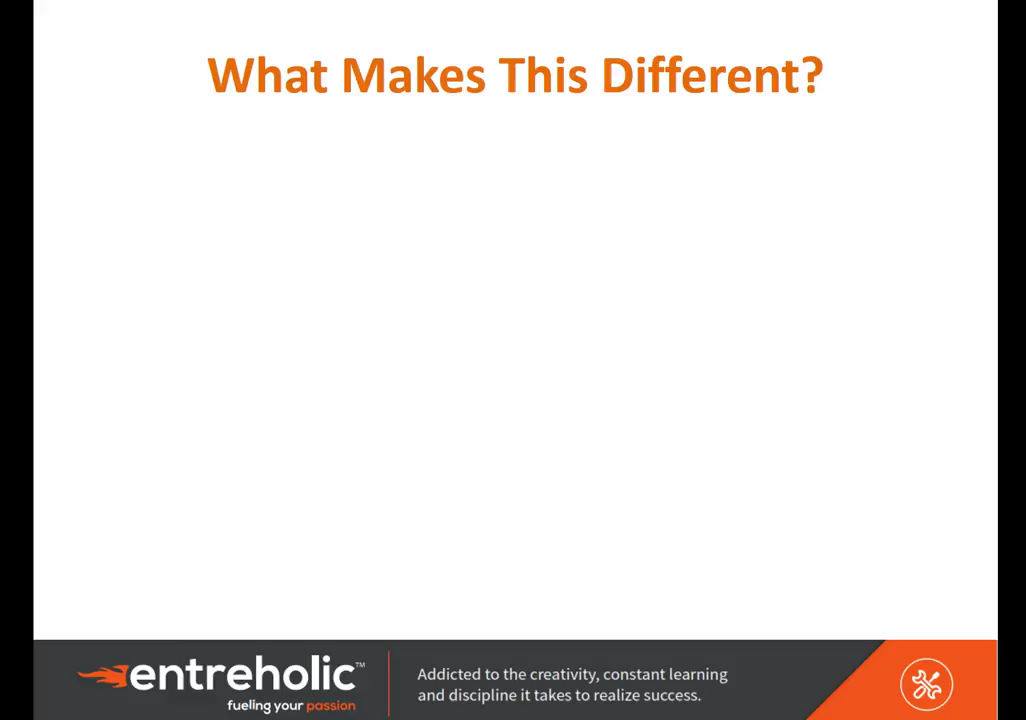 What Makes This Different?
entreholic™
fueling your passion
Addicted to the creativity, constant learning
and discipline it takes to realize success.